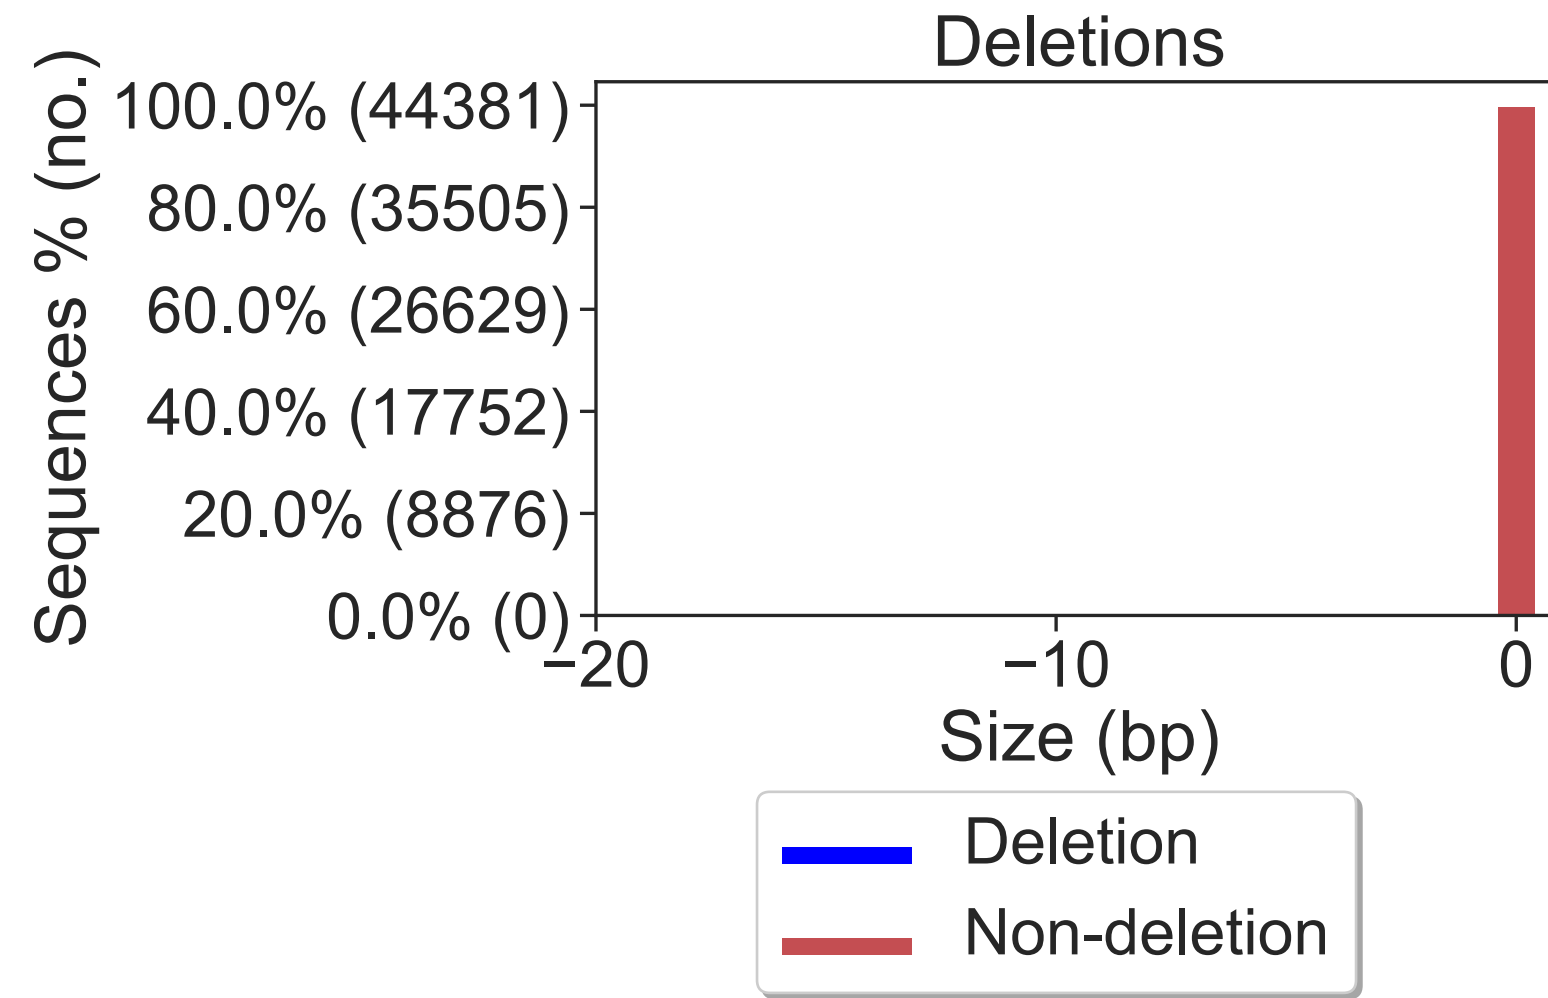 Deletions
Sequences % (no.)
100.0% (44381)
80.0% (35505)
60.0% (26629)
40.0% (17752)
20.0% (8876)
0.0% (0)
−20
−10
0
Size (bp)
Deletion
Non-deletion